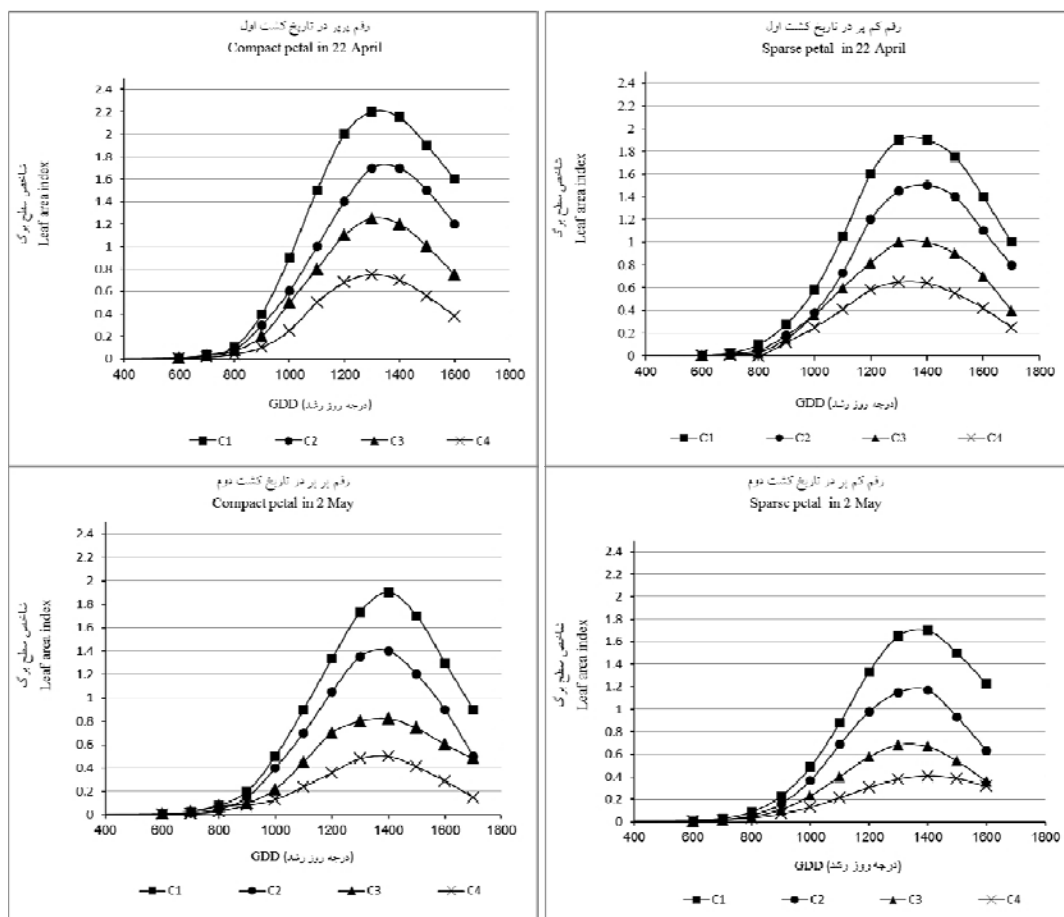 رقم پرپر در تاریخ کشت اول
Compact petal in 22 April
2.4
2.2
2
1.8
1.6
1.4
1.2
1
0.8
0.6
0.4
0.2
0
شاخص سطح برگ
Leaf area index
400 600 800 1000 1200 1400 1600 1800
GDD (درجه روز رشد)
C1 C2 C3 C4
رقم کم پر در تاریخ کشت اول
Sparse petal in 22 April
2.4
2.2
2
1.8
1.6
1.4
1.2
1
0.8
0.6
0.4
0.2
0
شاخص سطح برگ
Leaf area index
400 600 800 1000 1200 1400 1600 1800
GDD (درجه روز رشد)
C1 C2 C3 C4
رقم پر پر در تاریخ کشت دوم
Compact petal in 2 May
2.4
2.2
2
1.8
1.6
1.4
1.2
1
0.8
0.6
0.4
0.2
0
شاخص سطح برگ
Leaf area index
400 600 800 1000 1200 1400 1600 1800
GDD (درجه روز رشد)
C1 C2 C3 C4
رقم کم پر در تاریخ کشت دوم
Sparse petal in 2 May
2.4
2.2
2
1.8
1.6
1.4
1.2
1
0.8
0.6
0.4
0.2
0
شاخص سطح برگ
Leaf area index
400 600 800 1000 1200 1400 1600 1800
GDD (درجه روز رشد)
C1 C2 C3 C4